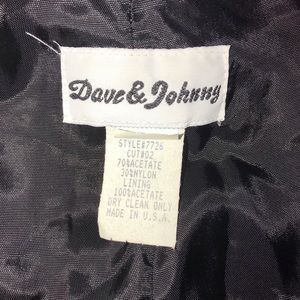 Dave & Johnny
STYLE#7726
CUT#02
70%ACETATE
30%NYLON
LINING
100%ACETATE
DRY CLEAN ONLY
MADE IN U.S.A.